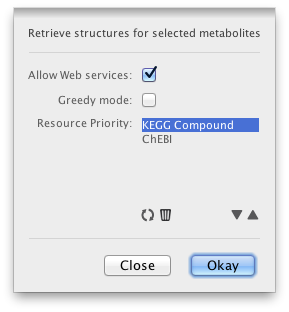 Retrieve structures for selected metabolites
Allow Web services:
Greedy mode:
Resource Priority: KEGG Compound
ChEBI
Close Okay